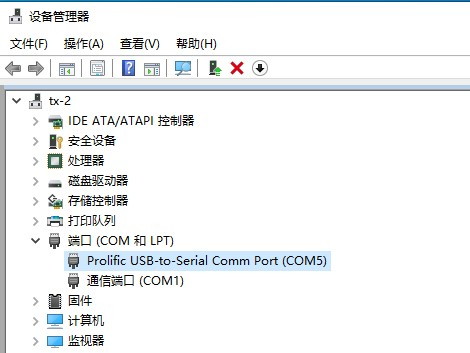 设备管理器
文件(F) 操作(A) 查看(V) 帮助(H)
tx-2
IDE ATA/ATAPI 控制器
安全设备
处理器
磁盘驱动器
存储控制器
打印队列
端口 (COM 和 LPT)
Prolific USB-to-Serial Comm Port (COM5)
通信端口 (COM1)
固件
计算机
监视器